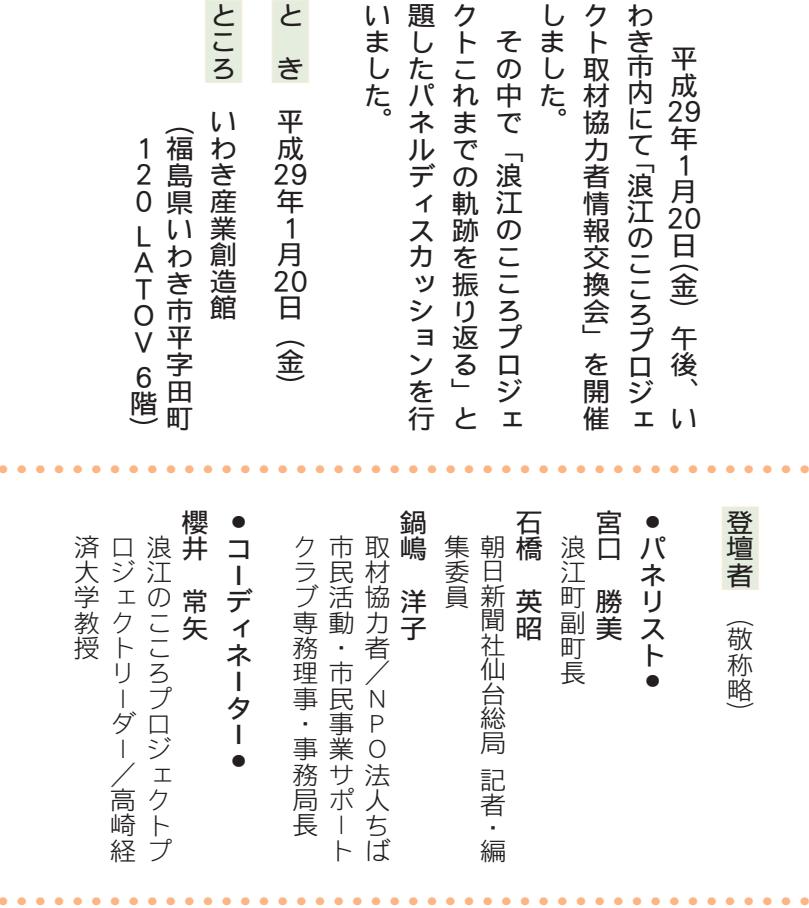 平成29年1月20日(金)午後、い
わき市内にて「浪江のこころプロジェ
クト取材協力者情報交換会」を開催
しました。
その中で「浪江のこころプロジェ
クトこれまでの軌跡を振り返る」と
題したパネルディスカッションを行
いました。
とき 平成29年1月20日(金)
ところ いわき産業創造館
(福島県いわき市平字田町
120 LATOV 6階)
登壇者 (敬称略)
●パネリスト●
宮口 勝美
浪江町副町長
石橋 英昭
朝日新聞社仙台総局 記者・編
集委員
鍋嶋 洋子
取材協力者/NPO法人ちば
市民活動・市民事業サポート
クラブ専務理事・事務局長
●コーディネーター●
櫻井 常矢
浪江のこころプロジェクトプ
ロジェクトリーダー/高崎経
済大学教授